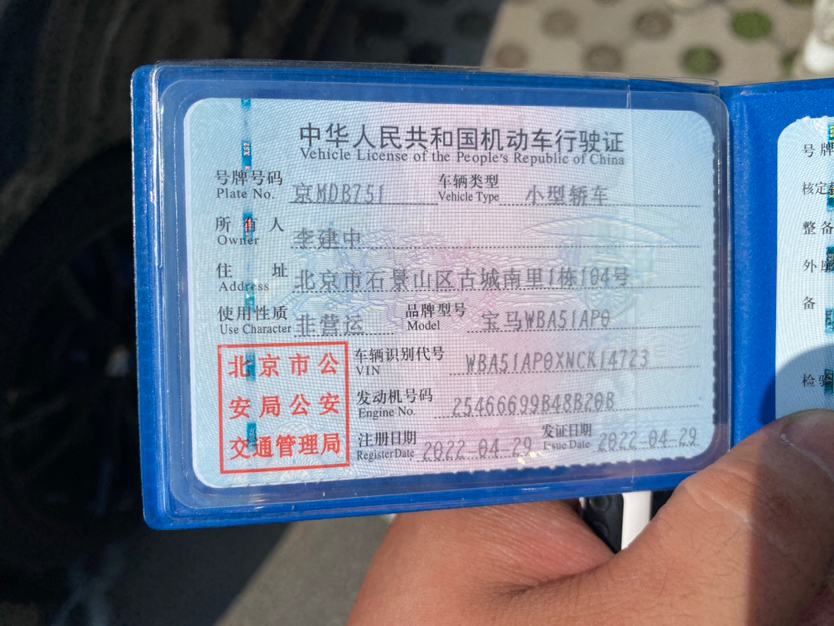 中华人民共和国机动车行驶证
Vehicle License of the People's Republic of China
号牌号码 京MDB751 车辆类型 小型轿车
Plate No. Vehicle Type
所有人 李建中
Owner
住址 北京市石景山区古城南里1栋104号
Address
使用性质 非营运 品牌型号 宝马WBA51AP0
Use Character Model
北京市公
安局公安
交通管理局
车辆识别代号 WBA51AP0XNCK14723
VIN
发动机号码 25466699B48B20B
Engine No.
注册日期 2022-04-29 发证日期 2022-04-29
Register Date Issue Date
号牌
核定
整备
外
备
检验